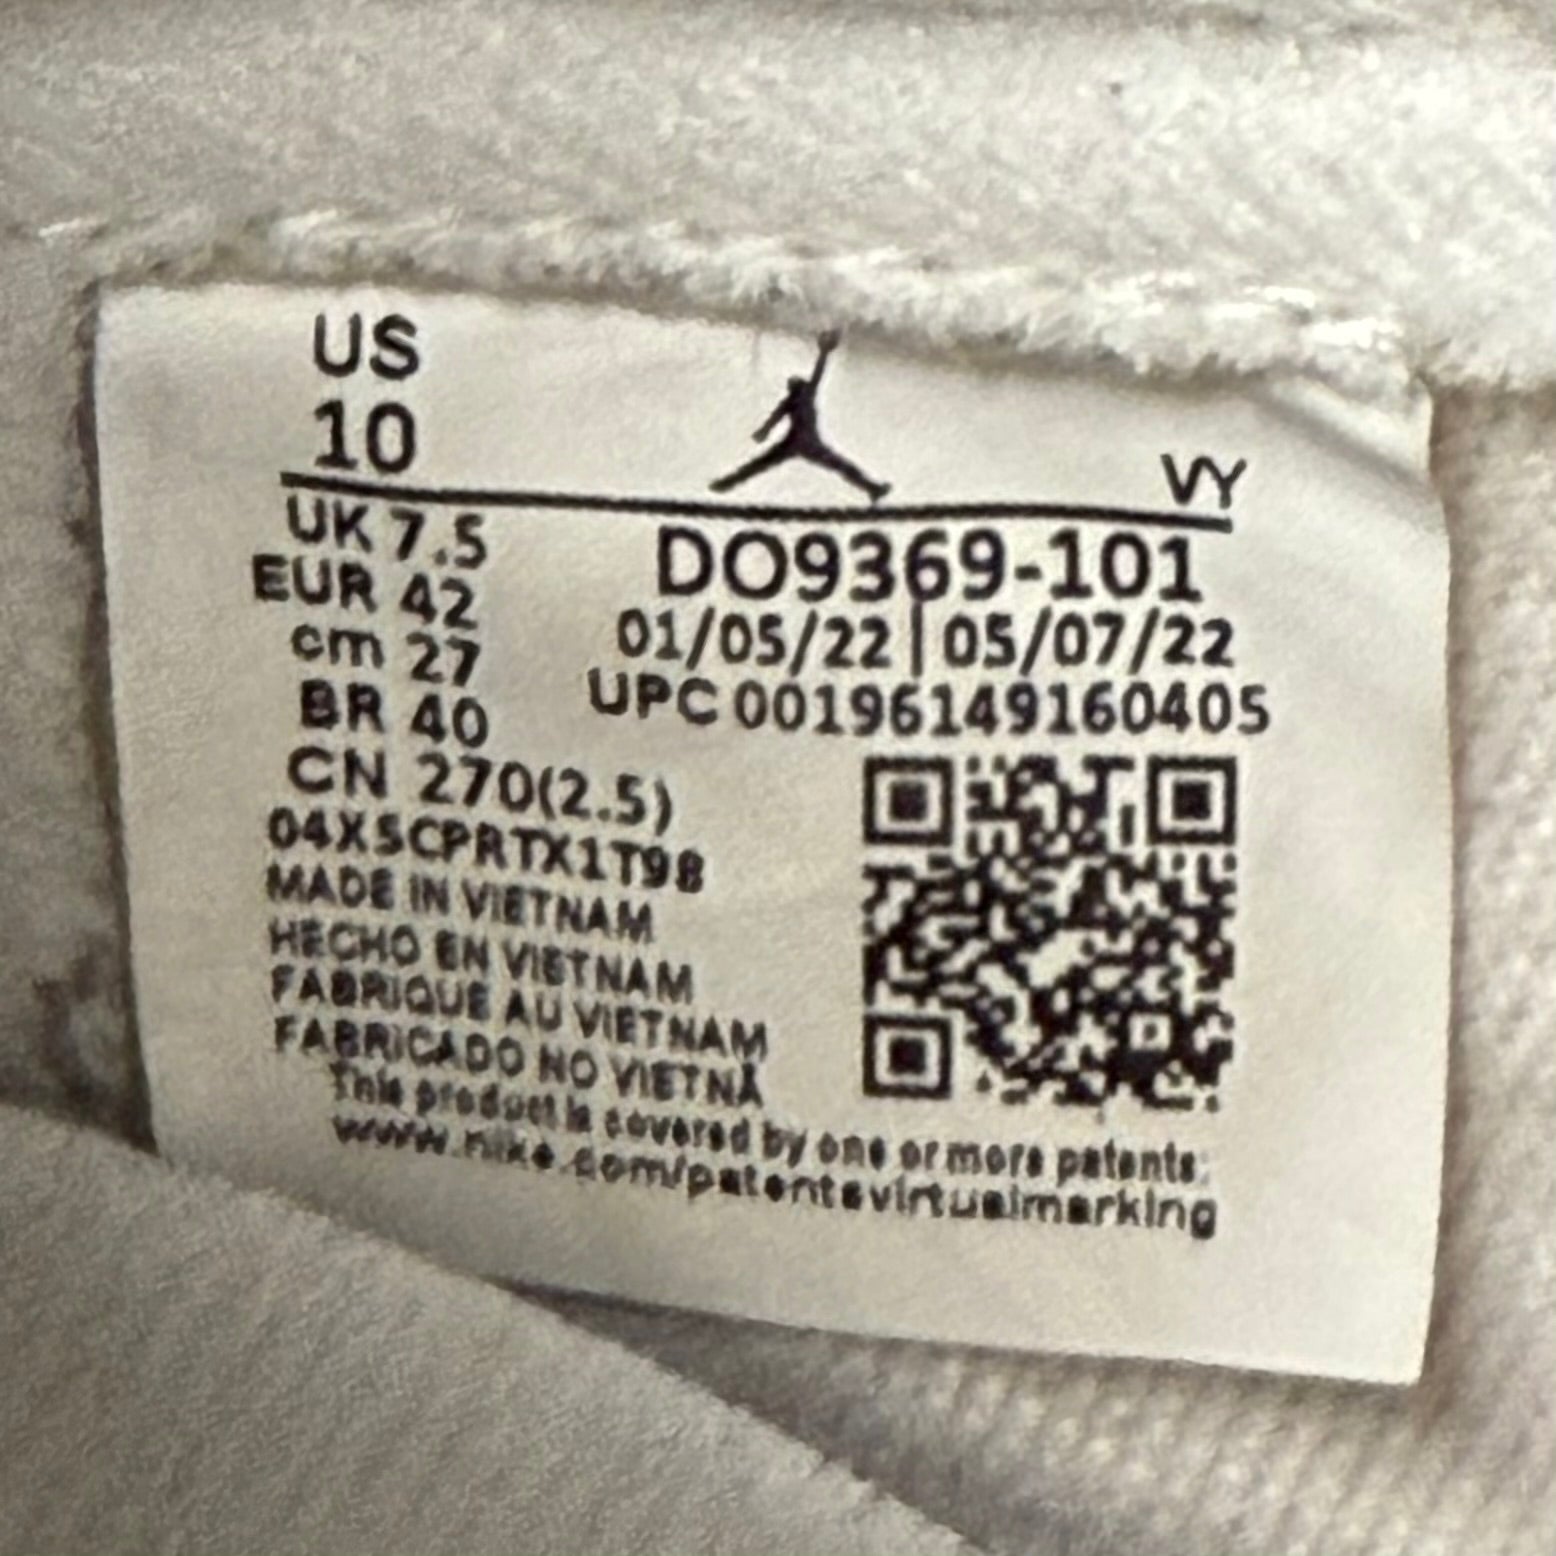 US
10
VY
UK 7.5
EUR 42
cm 27
BR 40
CN 270(2.5)
DO9369-101
01/05/22 | 05/07/22
UPC 00196149160405
04X5CPRTX1T98
MADE IN VIETNAM
HECHO EN VIETNAM
FABRIQUE AU VIETNAM
FABRICADO NO VIETNÃ
This product is covered by one or more patents:
www.nike.com/patentsvirtualmarking